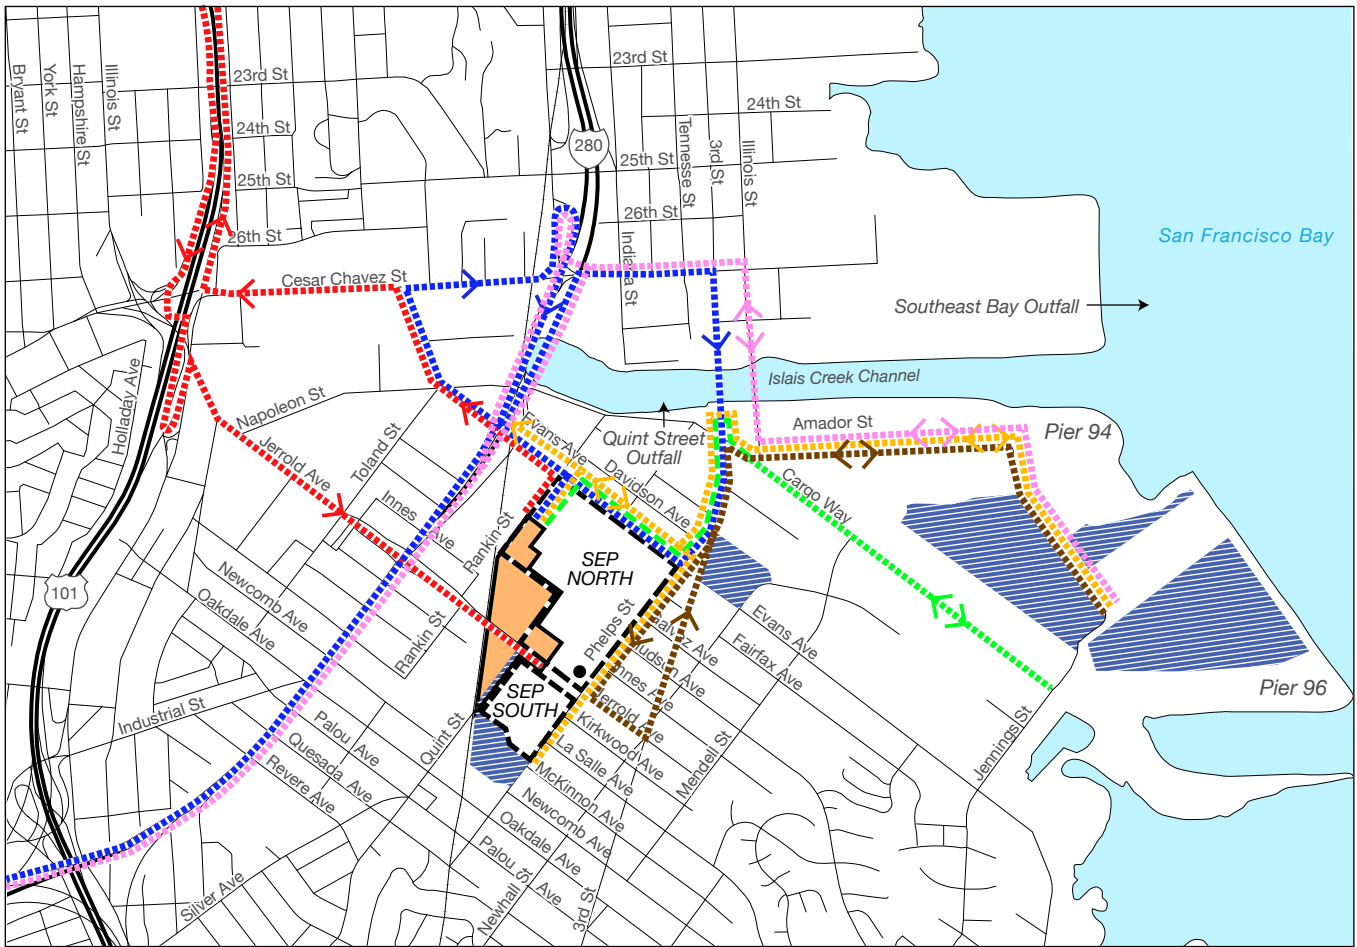 23rd St
23rd St
Bryant St
York St
Hampshire St
Illinois St
24th St
24th St
280
Tennesse St
3rd St
Illinois St
25th St
25th St
26th St
26th St
Indiana St
San Francisco Bay
Cesar Chavez St
Southeast Bay Outfall
Islais Creek Channel
Holladay Ave
Napoleon St
Jerrold Ave
Toland St
Evans Ave
Quint Street
Outfall
Amador St
Pier 94
Davidson Ave
Cargo Way
Innes Ave
Rankin St
SEP
NORTH
101
Newcomb Ave
Oakdale Ave
Rankin St
Phelps St
Galvez Ave
Hudson Ave
Innes Ave
Jerrold Ave
Evans Ave
Fairfax Ave
SEP
SOUTH
Pier 96
Industrial St
Quint St
Palou Ave
Quesada Ave
Revere Ave
Kirkwood Ave
La Salle Ave
McKinnon Ave
Newcomb Ave
Oakdale Ave
Palou Ave
Mendell St
Jennings St
Silver Ave
Newhall St
3rd St